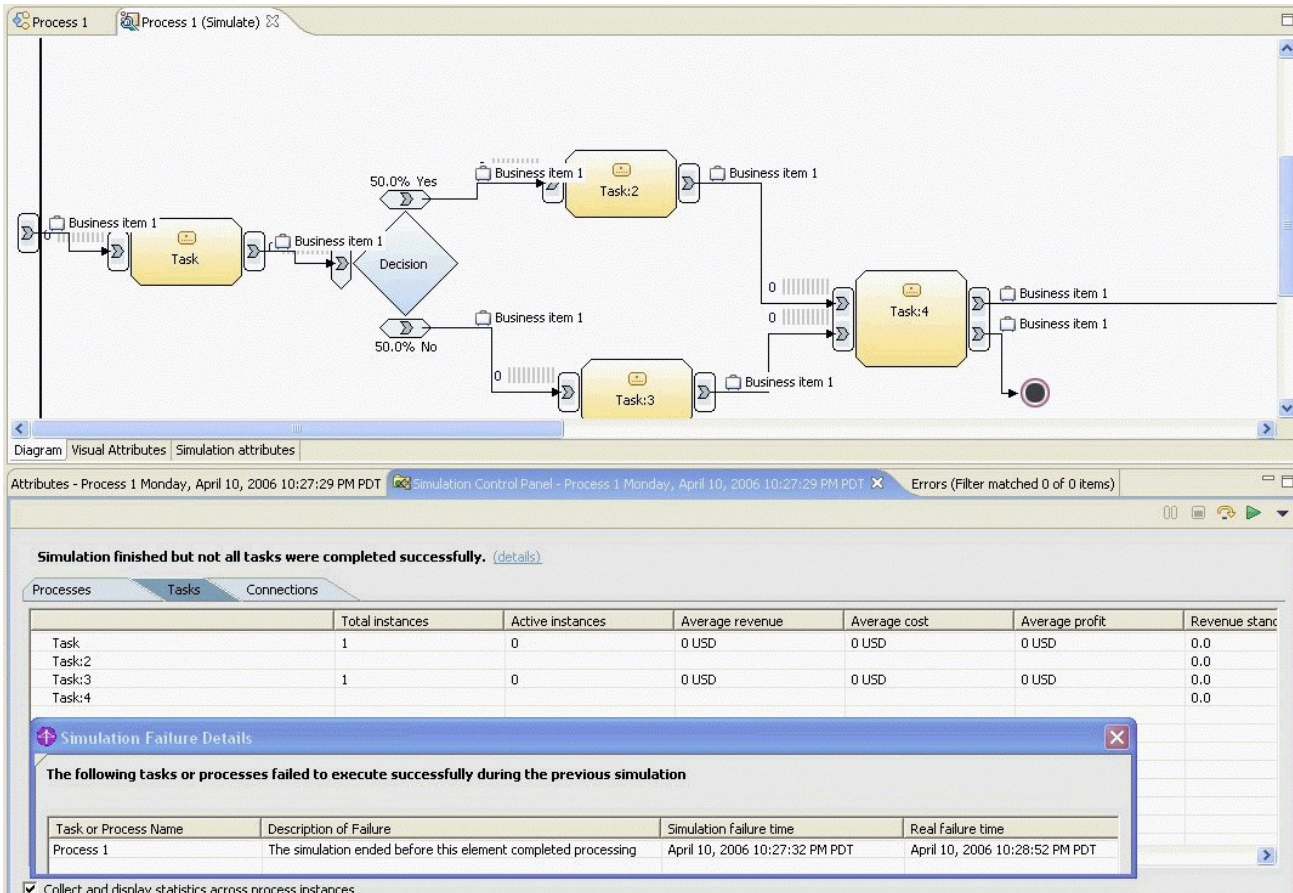 Process 1 Process 1 (Simulate)
50.0% Yes
Business item 1
Task:2
Business item 1
Business item 1
0
Task
Business item 1
Decision
0
Business item 1
0
Task:4
Business item 1
Business item 1
Business item 1
50.0% No
0
Task:3
Business item 1
Diagram Visual Attributes Simulation attributes
Attributes - Process 1 Monday, April 10, 2006 10:27:29 PM PDT Simulation Control Panel - Process 1 Monday, April 10, 2006 10:27:29 PM PDT Errors (Filter matched 0 of 0 items)
Simulation finished but not all tasks were completed successfully. (details)
Processes Tasks Connections
Total instances Active instances Average revenue Average cost Average profit Revenue stanc
Task 1 0 0 USD 0 USD 0 USD 0.0
Task:2 0.0
Task:3 1 0 0 USD 0 USD 0 USD 0.0
Task:4 0.0
Simulation Failure Details
The following tasks or processes failed to execute successfully during the previous simulation
Task or Process Name Description of Failure Simulation failure time Real failure time
Process 1 The simulation ended before this element completed processing April 10, 2006 10:27:32 PM PDT April 10, 2006 10:28:52 PM PDT
Collect and display statistics across process instances